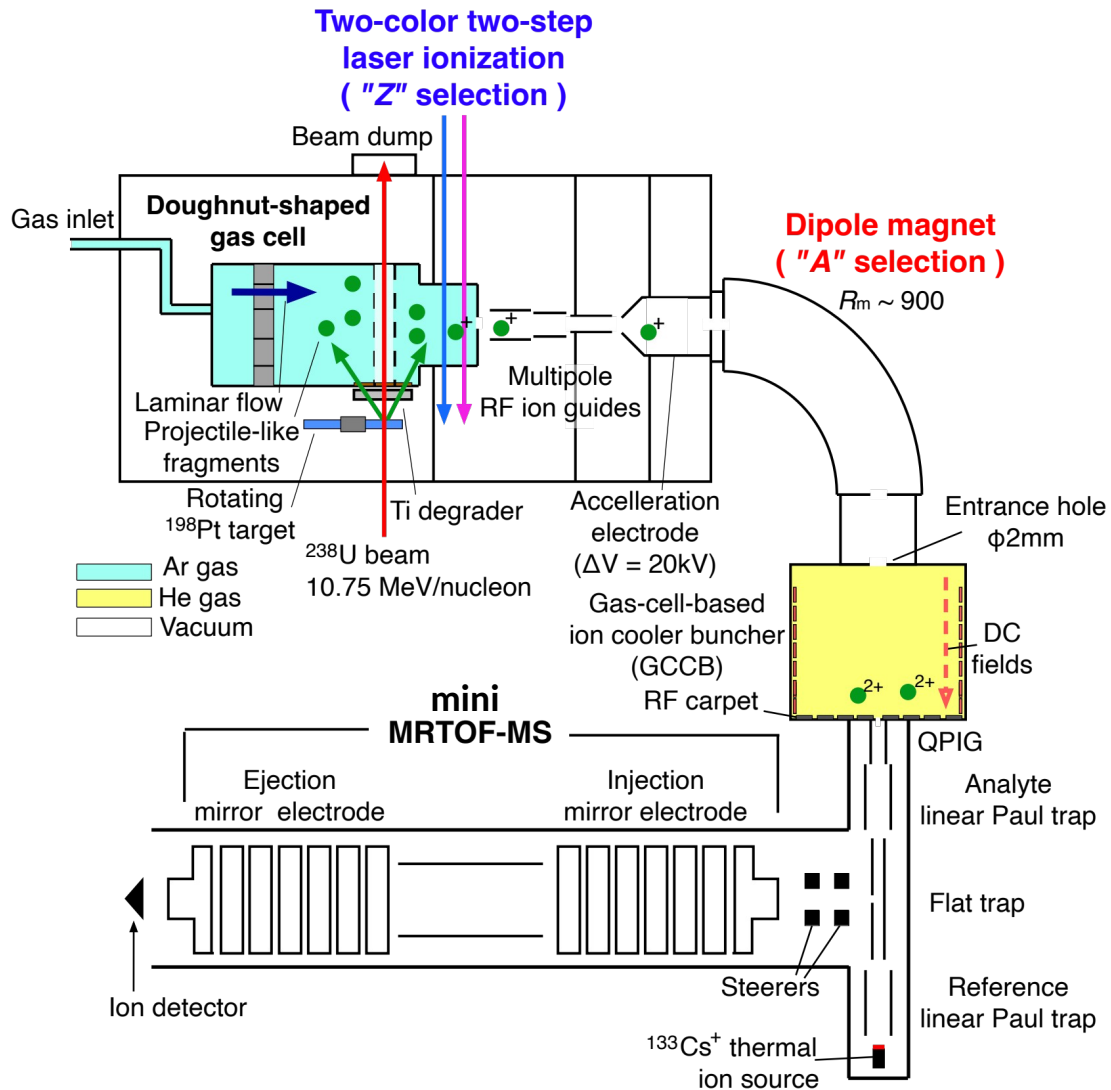 Two-color two-step
laser ionization
( "Z" selection )
Beam dump
Gas inlet
Doughnut-shaped
gas cell
Dipole magnet
( "A" selection )
Rm ~ 900
+
+
+
Laminar flow
Projectile-like
fragments
Multipole
RF ion guides
Rotating
198Pt target
Ti degrader
Accelleration
electrode
(ΔV = 20kV)
Entrance hole
ϕ2mm
238U beam
10.75 MeV/nucleon
Ar gas
He gas
Vacuum
Gas-cell-based
ion cooler buncher
(GCCB)
DC
fields
2+
2+
RF carpet
QPIG
mini
MRTOF-MS
Ejection
mirror electrode
Injection
mirror electrode
Analyte
linear Paul trap
Flat trap
Steerers
Ion detector
Reference
linear Paul trap
133Cs+ thermal
ion source